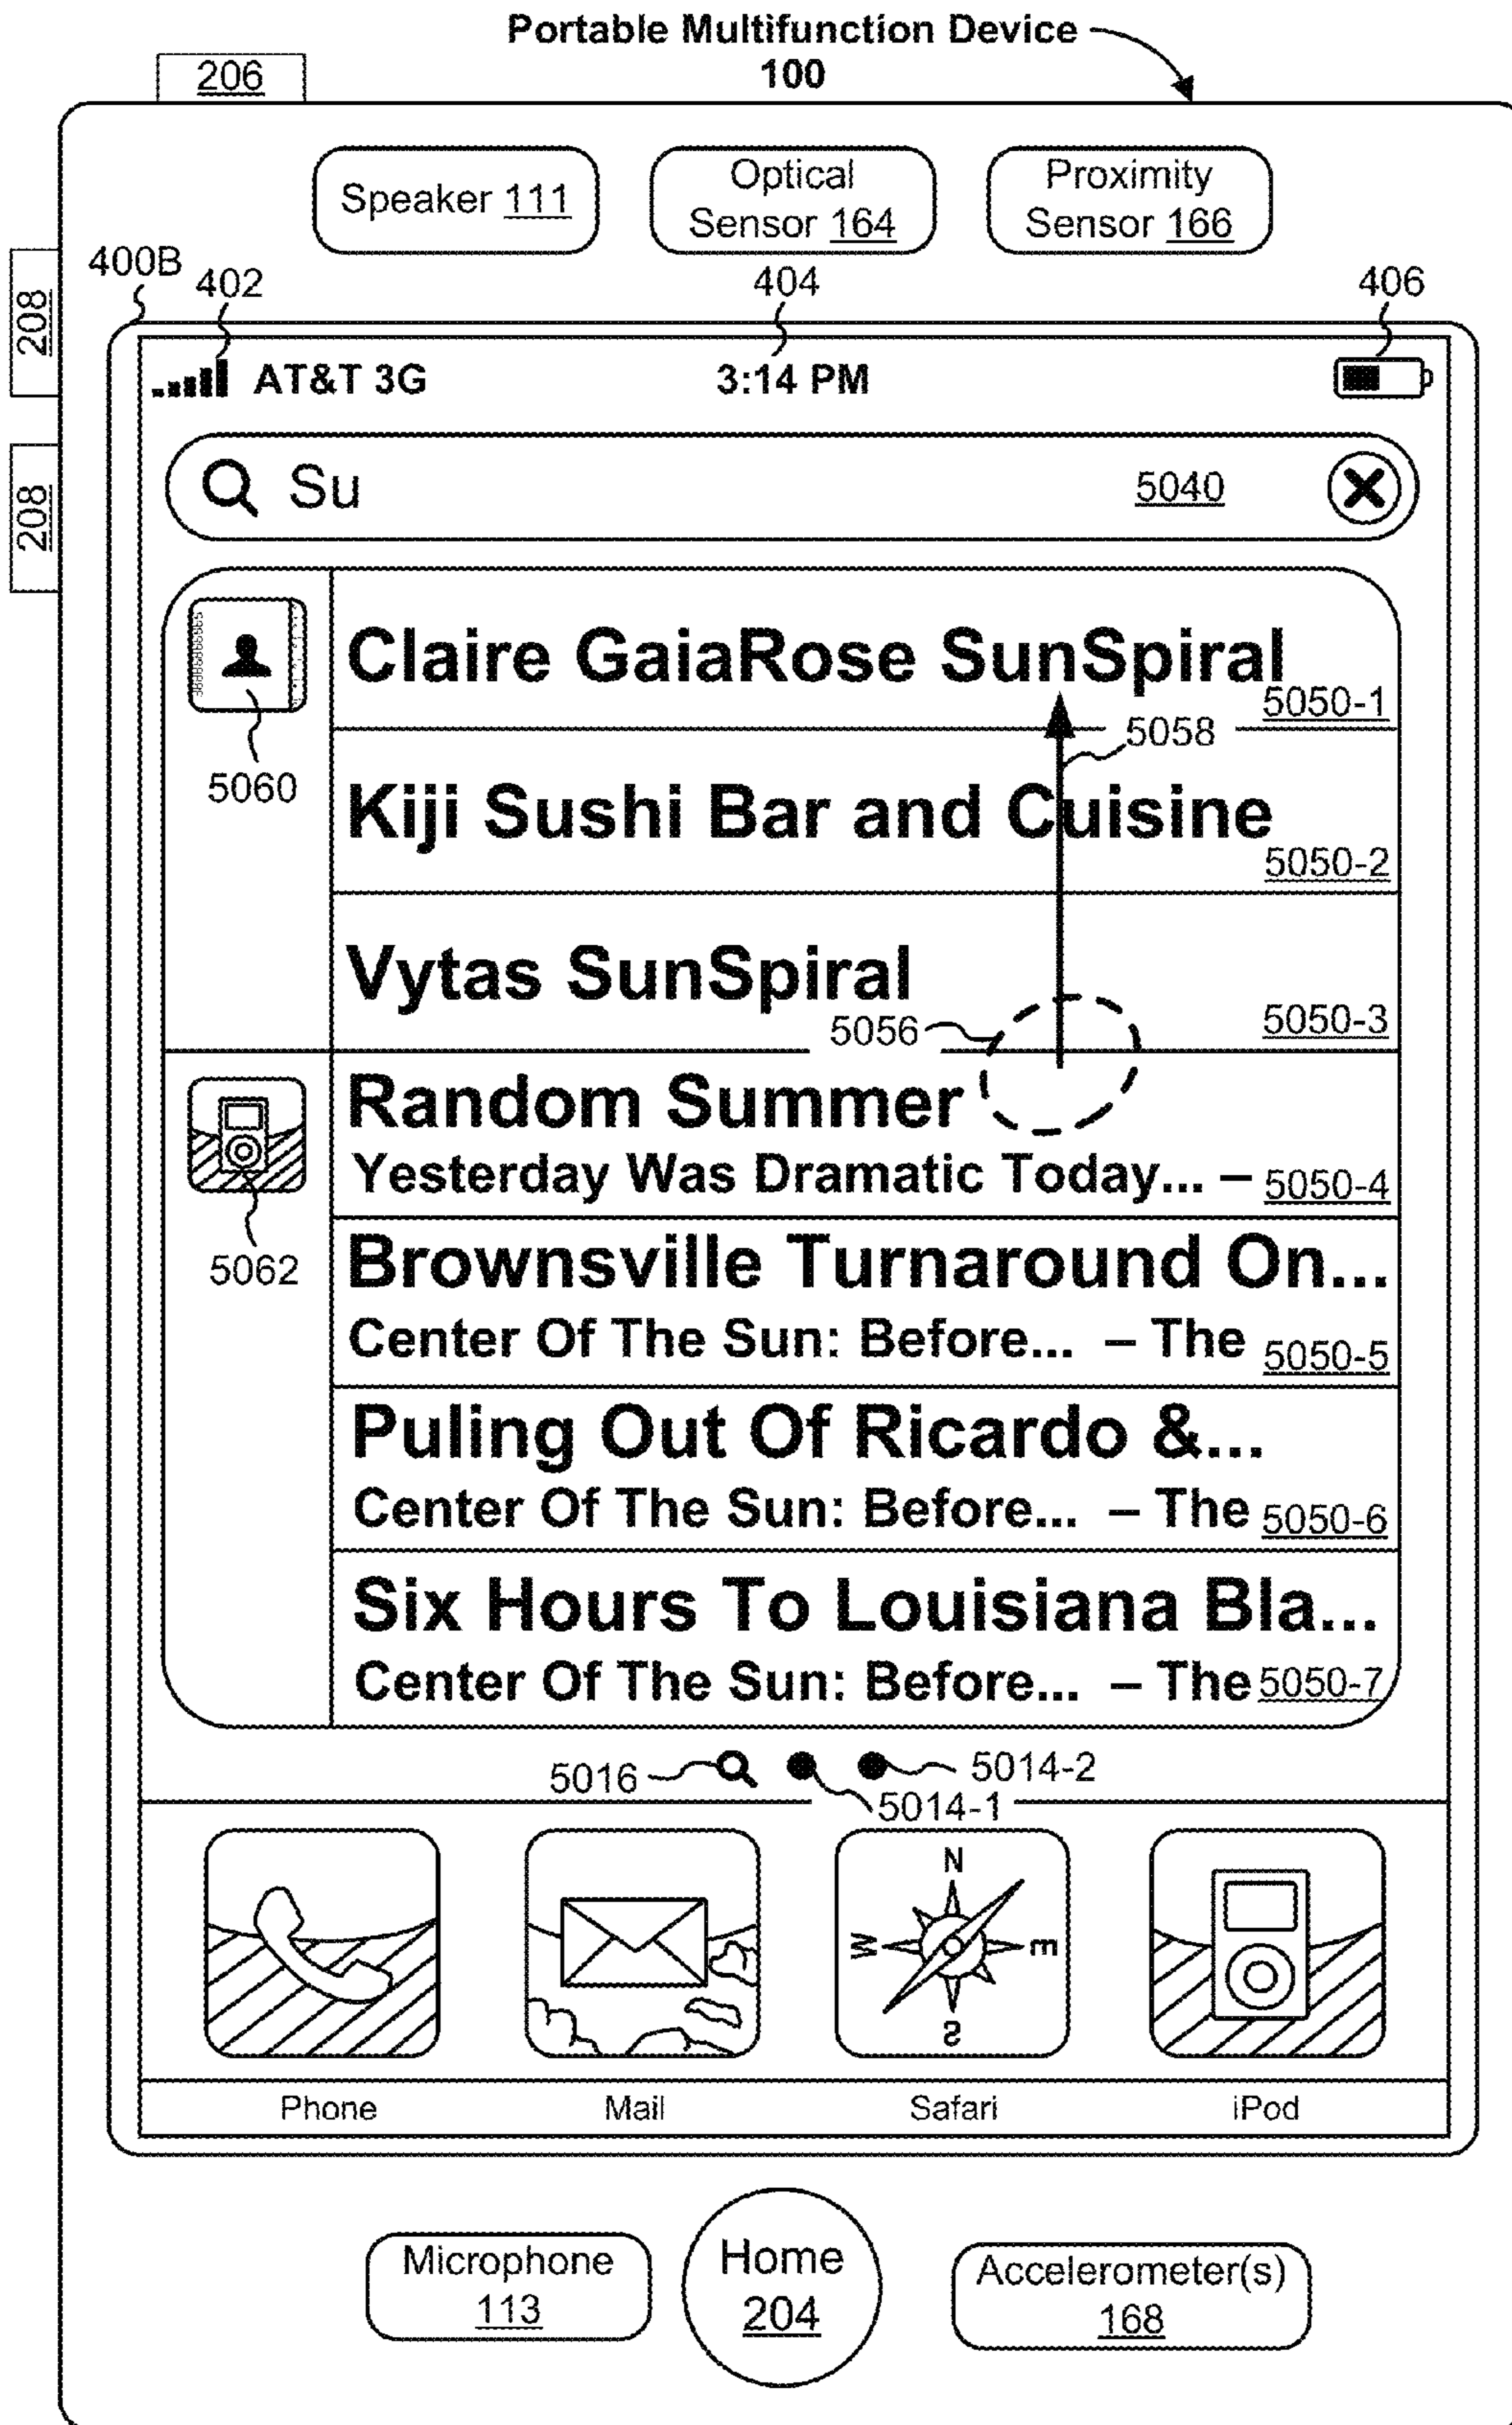 Portable Multifunction Device
100
206
Speaker 111
Optical
Sensor 164
Proximity
Sensor 166
208
208
400B
402
404
406
AT&T 3G
3:14 PM
Su
5040
Claire GaiaRose SunSpiral
5050-1
5058
5060
Kiji Sushi Bar and Cuisine
5050-2
Vytas SunSpiral
5050-3
5056
Random Summer
Yesterday Was Dramatic Today... –
5050-4
5062
Brownsville Turnaround On...
Center Of The Sun: Before... – The
5050-5
Puling Out Of Ricardo &...
Center Of The Sun: Before... – The
5050-6
Six Hours To Louisiana Bla...
Center Of The Sun: Before... – The
5050-7
5016
5014-2
5014-1
N
W
E
S
Phone
Mail
Safari
iPod
Microphone
113
Home
204
Accelerometer(s)
168